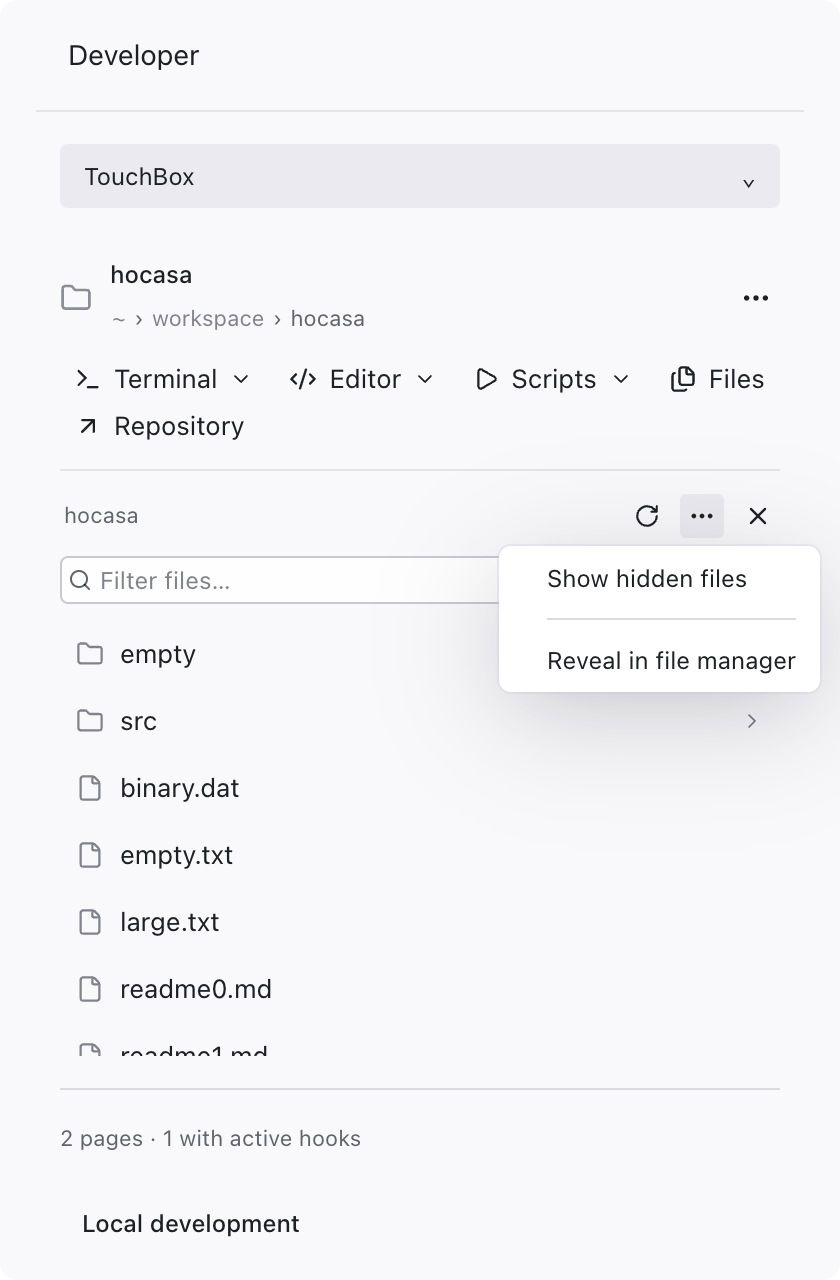 Developer
TouchBox
hocasa
~ › workspace › hocasa
Terminal
Editor
Scripts
Files
Repository
hocasa
Filter files...
Show hidden files
Reveal in file manager
empty
src
binary.dat
empty.txt
large.txt
readme0.md
readme1.md
2 pages · 1 with active hooks
Local development